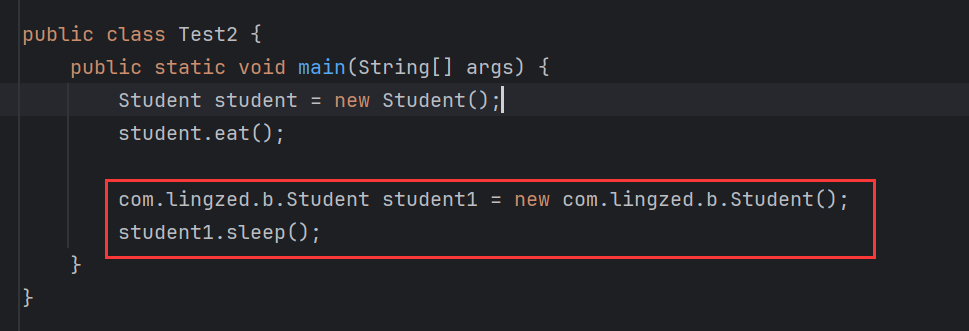 public class Test2 {
public static void main(String[] args) {
Student student = new Student();
student.eat();
com.lingzed.b.Student student1 = new com.lingzed.b.Student();
student1.sleep();
}
}